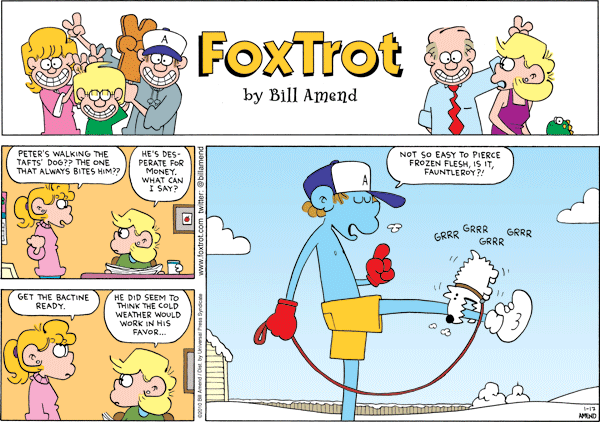 A
FoxTrot
by Bill Amend
PETER'S WALKING THE
TAFTS' DOG?? THE ONE
THAT ALWAYS BITES HIM??
HE'S DES-
PERATE FOR
MONEY.
WHAT CAN
I SAY?
www.foxtrot.com twitter: @billamend
GET THE BACTINE
READY.
HE DID SEEM TO
THINK THE COLD
WEATHER WOULD
WORK IN HIS
FAVOR...
©2010 Bill Amend / Dist. by Universal Press Syndicate
NOT SO EASY TO PIERCE
FROZEN FLESH, IS IT,
FAUNTLEROY?!
A
GRRR GRRR GRRR GRRR
1-17
AMEND